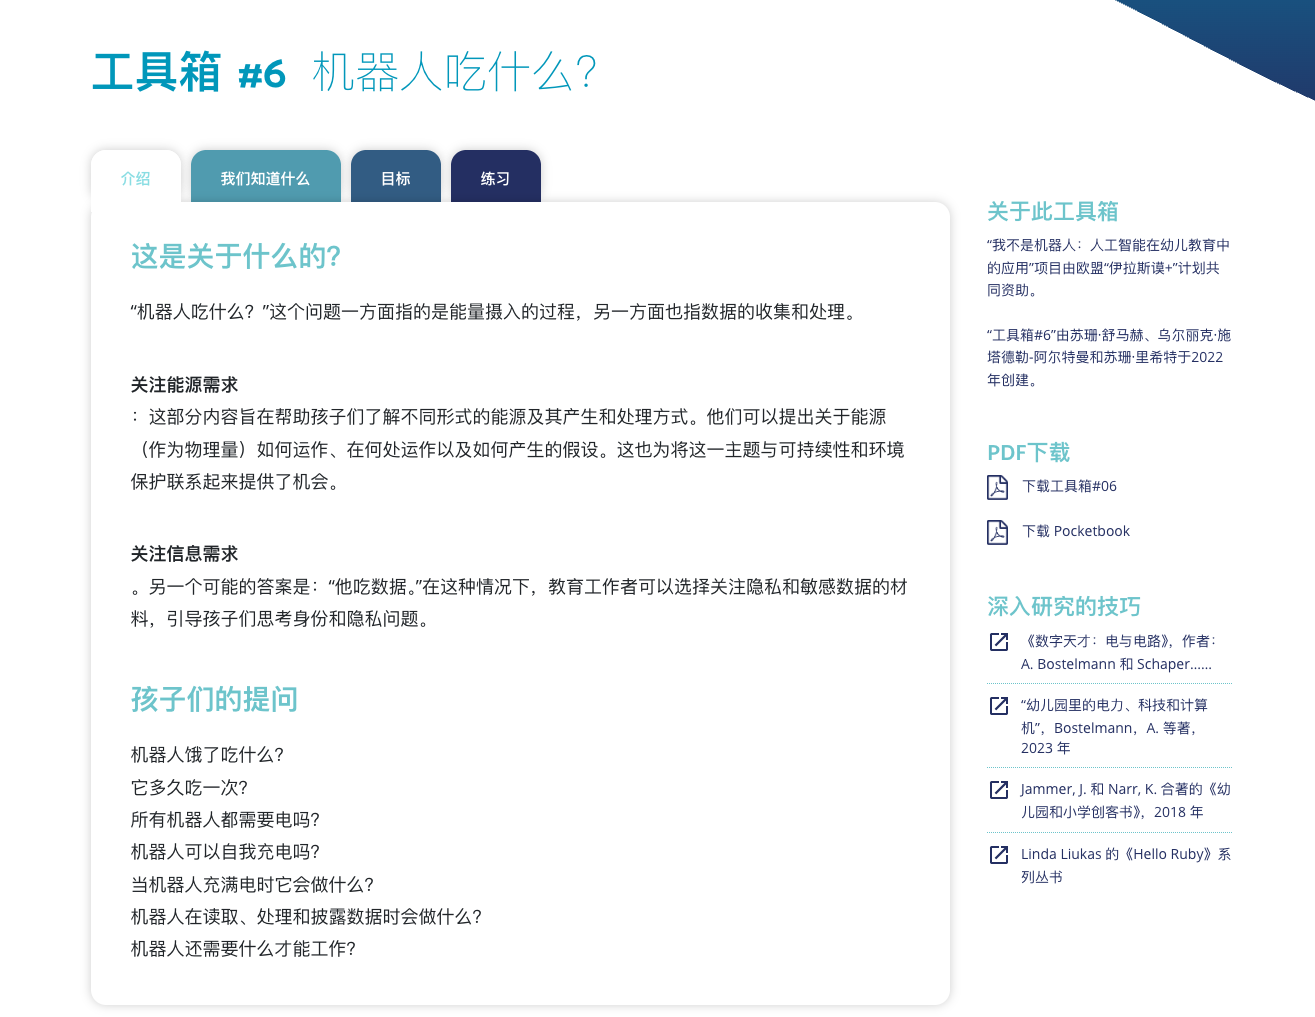 工具箱 #6 机器人吃什么？
介绍
我们知道什么
目标
练习
这是关于什么的？
“机器人吃什么？”这个问题一方面指的是能量摄入的过程，另一方面也指数据的收集和处理。
关注能源需求
：这部分内容旨在帮助孩子们了解不同形式的能源及其产生和处理方式。他们可以提出关于能源
（作为物理量）如何运作、在何处运作以及如何产生的假设。这也为将这一主题与可持续性和环境
保护联系起来提供了机会。
关注信息需求
。另一个可能的答案是：“他吃数据。”在这种情况下，教育工作者可以选择关注隐私和敏感数据的材
料，引导孩子们思考身份和隐私问题。
孩子们的提问
机器人饿了吃什么？
它多久吃一次？
所有机器人都需要电吗？
机器人可以自我充电吗？
当机器人充满电时它会做什么？
机器人在读取、处理和披露数据时会做什么？
机器人还需要什么才能工作？
关于此工具箱
“我不是机器人：人工智能在幼儿教育中
的应用”项目由欧盟“伊拉斯谟+”计划共
同资助。
“工具箱#6”由苏珊·舒马赫、乌尔丽克·施
塔德勒-阿尔特曼和苏珊·里希特于2022
年创建。
PDF下载
下载工具箱#06
下载 Pocketbook
深入研究的技巧
《数字天才：电与电路》，作者：
A. Bostelmann 和 Schaper……
“幼儿园里的电力、科技和计算
机”，Bostelmann，A. 等著，
2023 年
Jammer, J. 和 Narr, K. 合著的《幼
儿园和小学创客书》，2018 年
Linda Liukas 的《Hello Ruby》系
列丛书